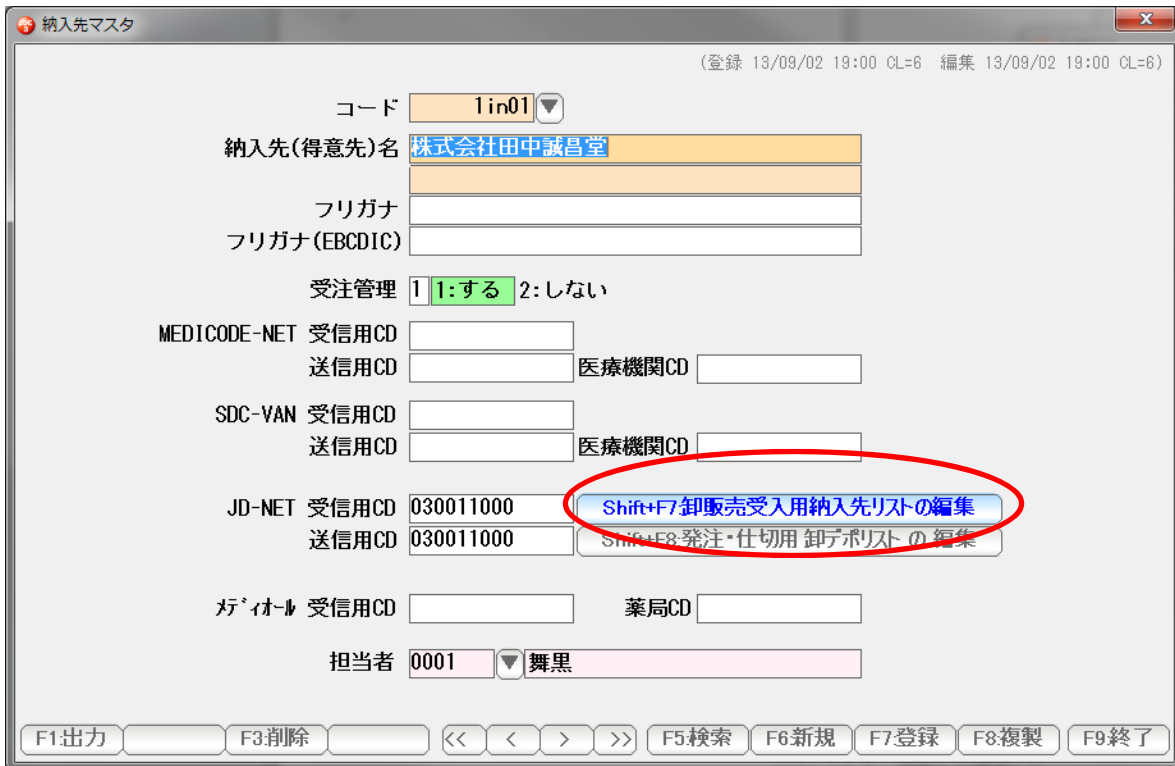 納入先マスタ
(登録 13/09/02 19:00 CL=6 編集 13/09/02 19:00 CL=6)
コード 1in01
納入先(得意先)名 株式会社田中誠昌堂
フリガナ
フリガナ(EBCDIC)
受注管理 1 1:する 2:しない
MEDICODE-NET 受信用CD
送信用CD 医療機関CD
SDC-VAN 受信用CD
送信用CD 医療機関CD
JD-NET 受信用CD 030011000 Shift+F7:卸販売受入用納入先リストの編集
送信用CD 030011000 Shift+F8:発注・仕切用 卸デポリスト の 編集
ﾒﾃﾞｨｵｰﾙ 受信用CD 薬局CD
担当者 0001 舞黒
F1:出力 F3:削除 << < > >> F5:検索 F6:新規 F7:登録 F8:複製 F9:終了